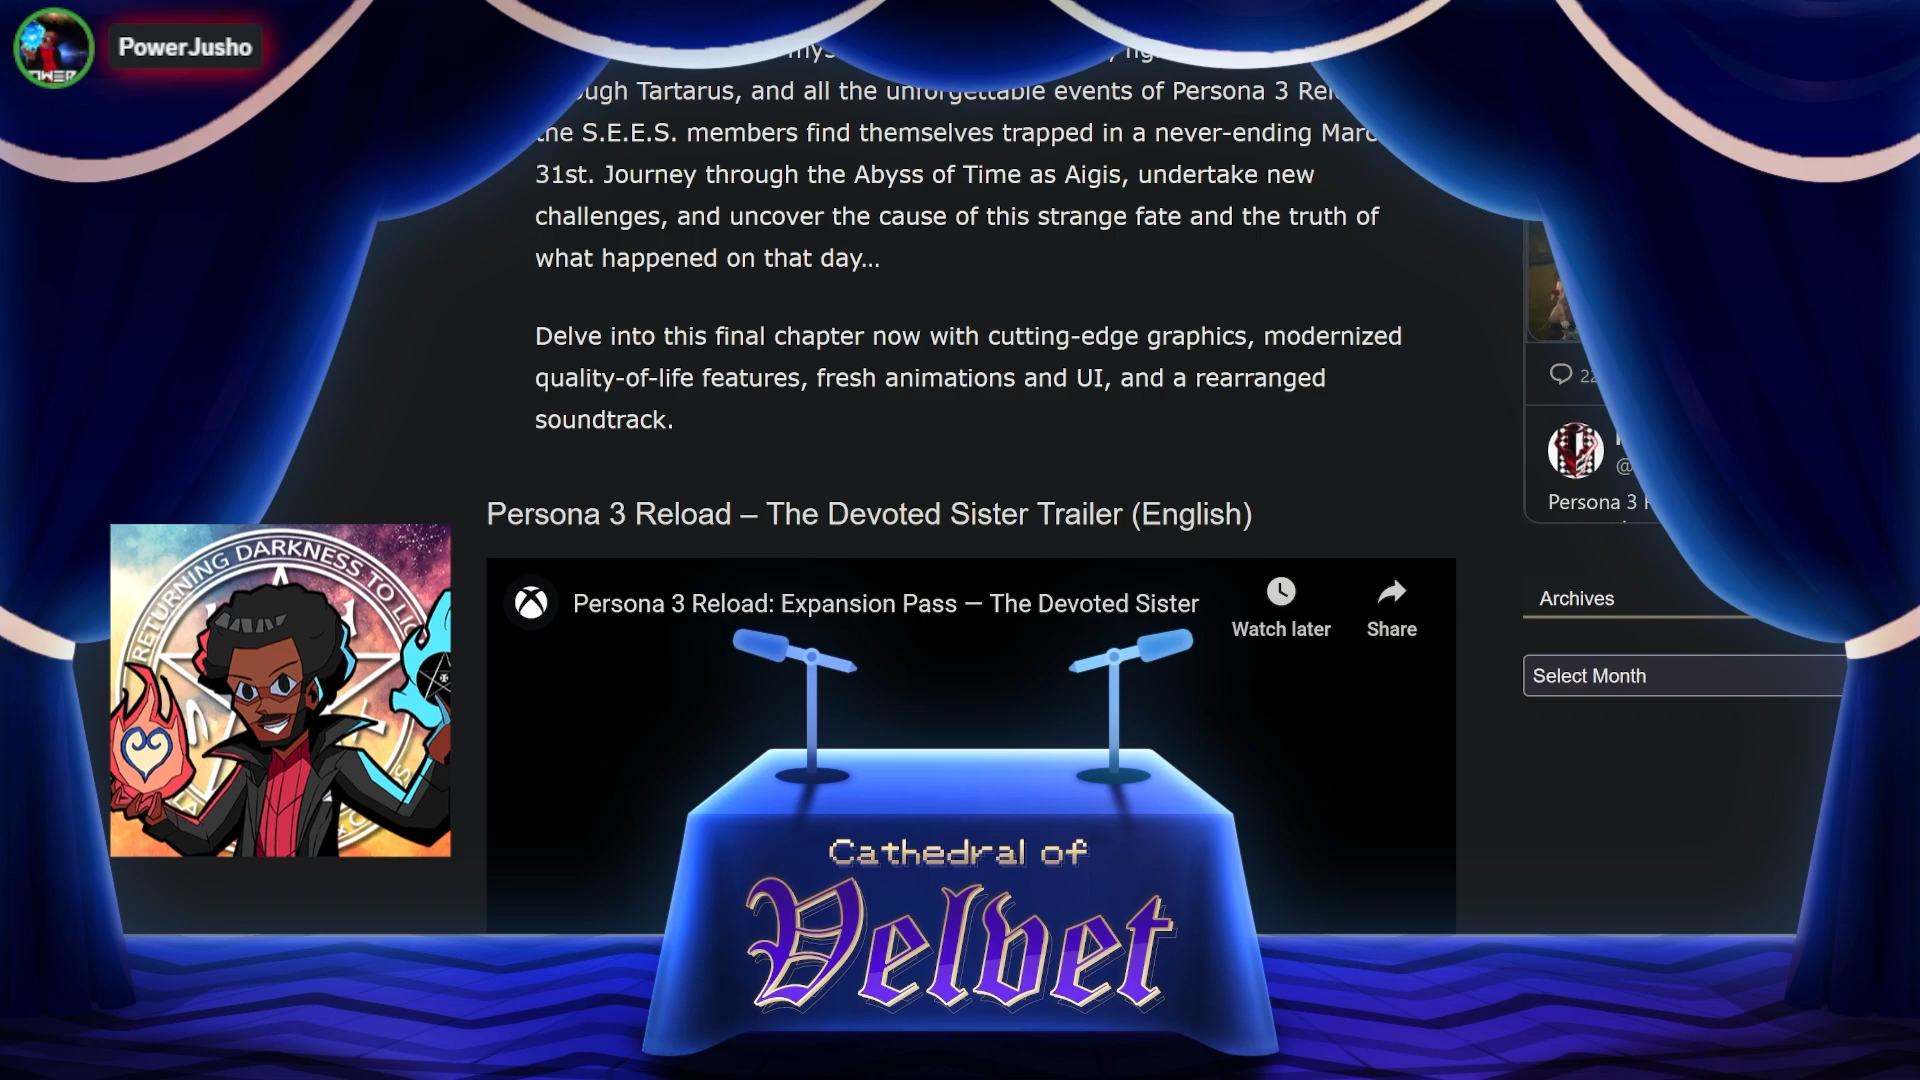 PowerJusho
Tartarus, and all the unforgettable events of Persona 3
the S.E.E.S. members find themselves trapped in a never-ending
31st. Journey through the Abyss of Time as Aigis, undertake new
challenges, and uncover the cause of this strange fate and the truth of
what happened on that day...
Delve into this final chapter now with cutting-edge graphics, modernized
quality-of-life features, fresh animations and UI, and a rearranged
soundtrack.
Persona 3 Reload – The Devoted Sister Trailer (English)
Persona 3 Reload: Expansion Pass — The Devoted Sister
Watch later
Share
RETURNING DARKNESS TO
@
Persona 3
Archives
Select Month
Cathedral of
Velvet